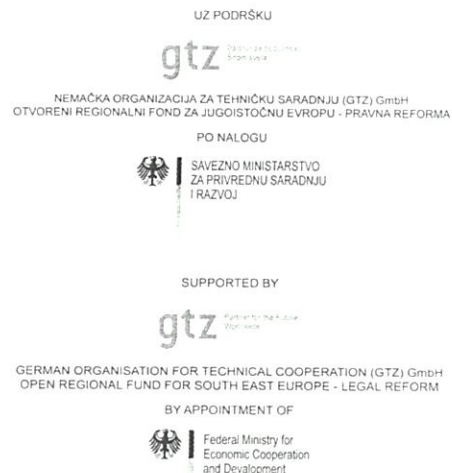 UZ PODRŠKU
gtz
NEMAČKA ORGANIZACIJA ZA TEHNIČKU SARADNJU (GTZ) GmbH
OTVORENI REGIONALNI FOND ZA JUGOISTOČNU EVROPU - PRAVNA REFORMA
PO NALOGU
SAVEZNO MINISTARSTVO
ZA PRIVREDNU SARADNJU
I RAZVOJ
SUPPORTED BY
gtz
Partner for the Future
Worldwide
GERMAN ORGANISATION FOR TECHNICAL COOPERATION (GTZ) GmbH
OPEN REGIONAL FUND FOR SOUTH EAST EUROPE - LEGAL REFORM
BY APPOINTMENT OF
Federal Ministry for
Economic Cooperation
and Development